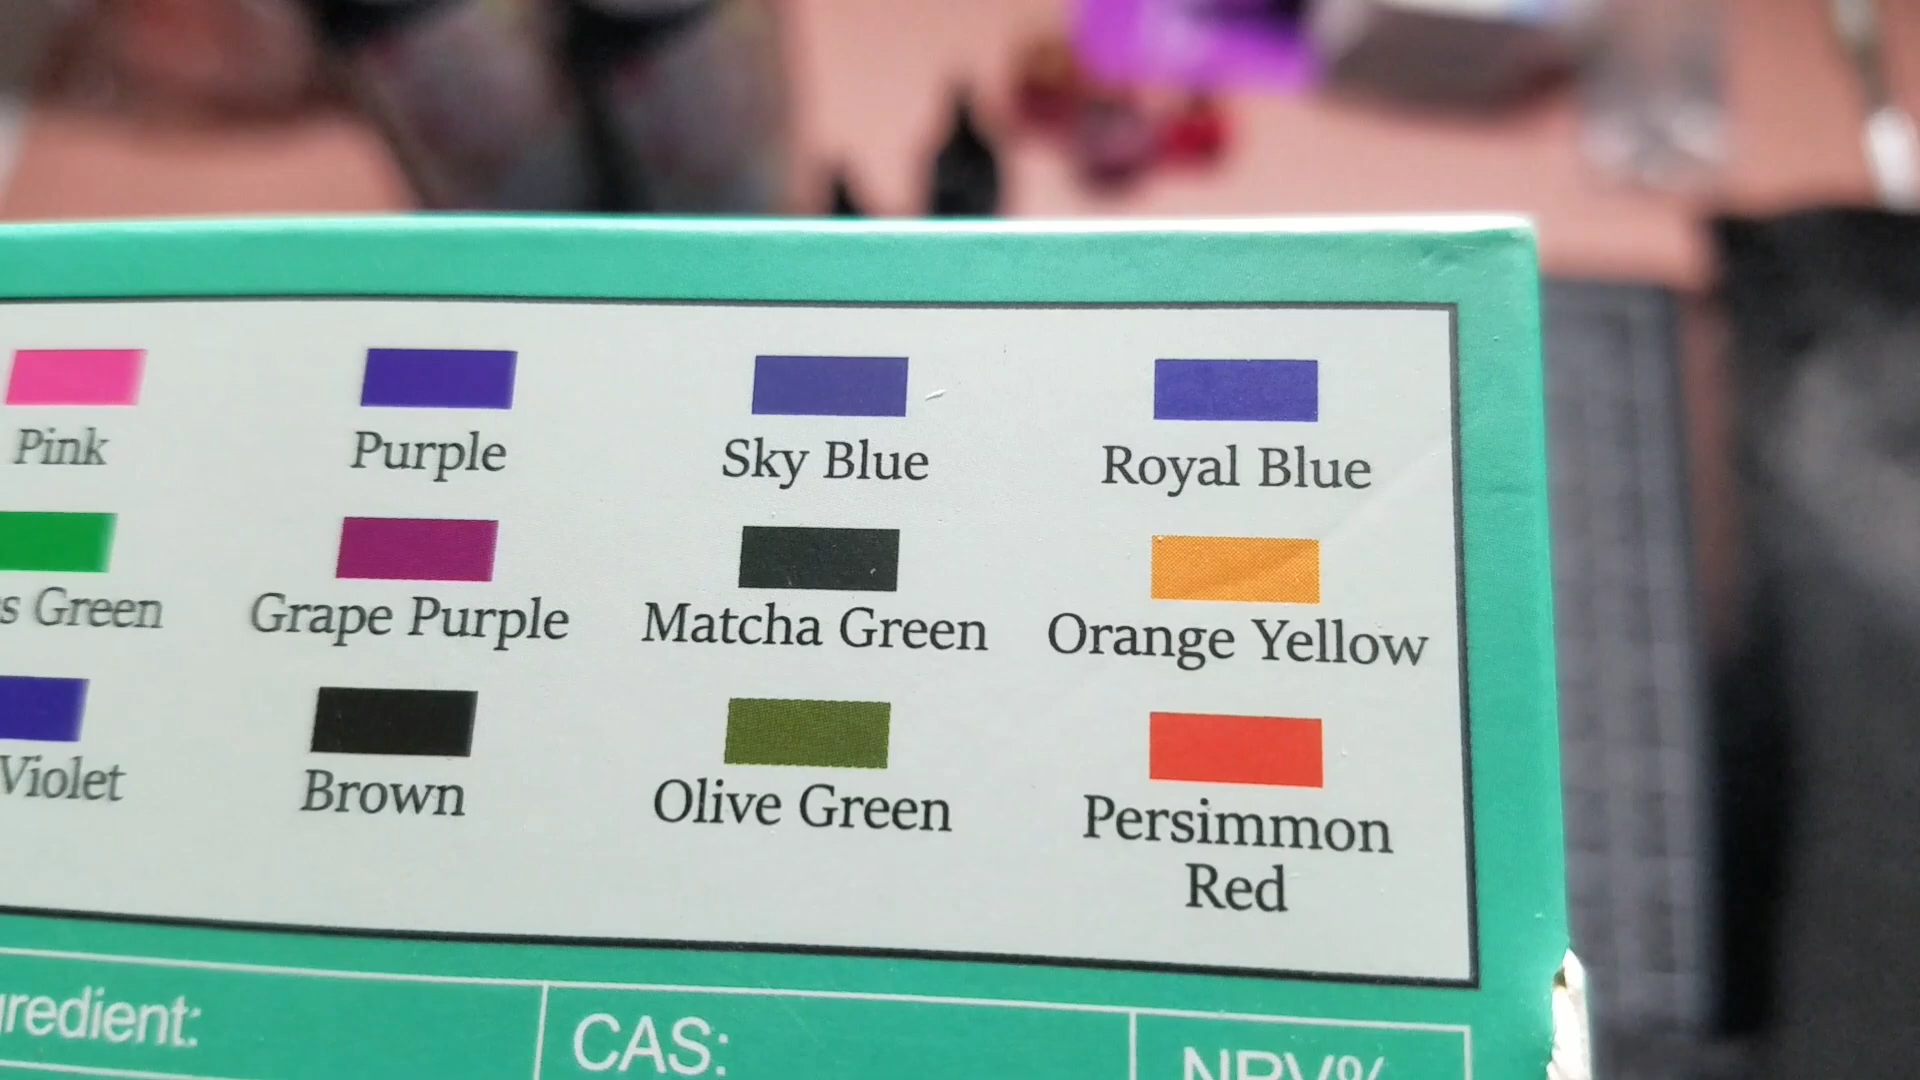 Pink Purple Sky Blue Royal Blue
Green Grape Purple Matcha Green Orange Yellow
Violet Brown Olive Green Persimmon
Red
CAS:
NRV%